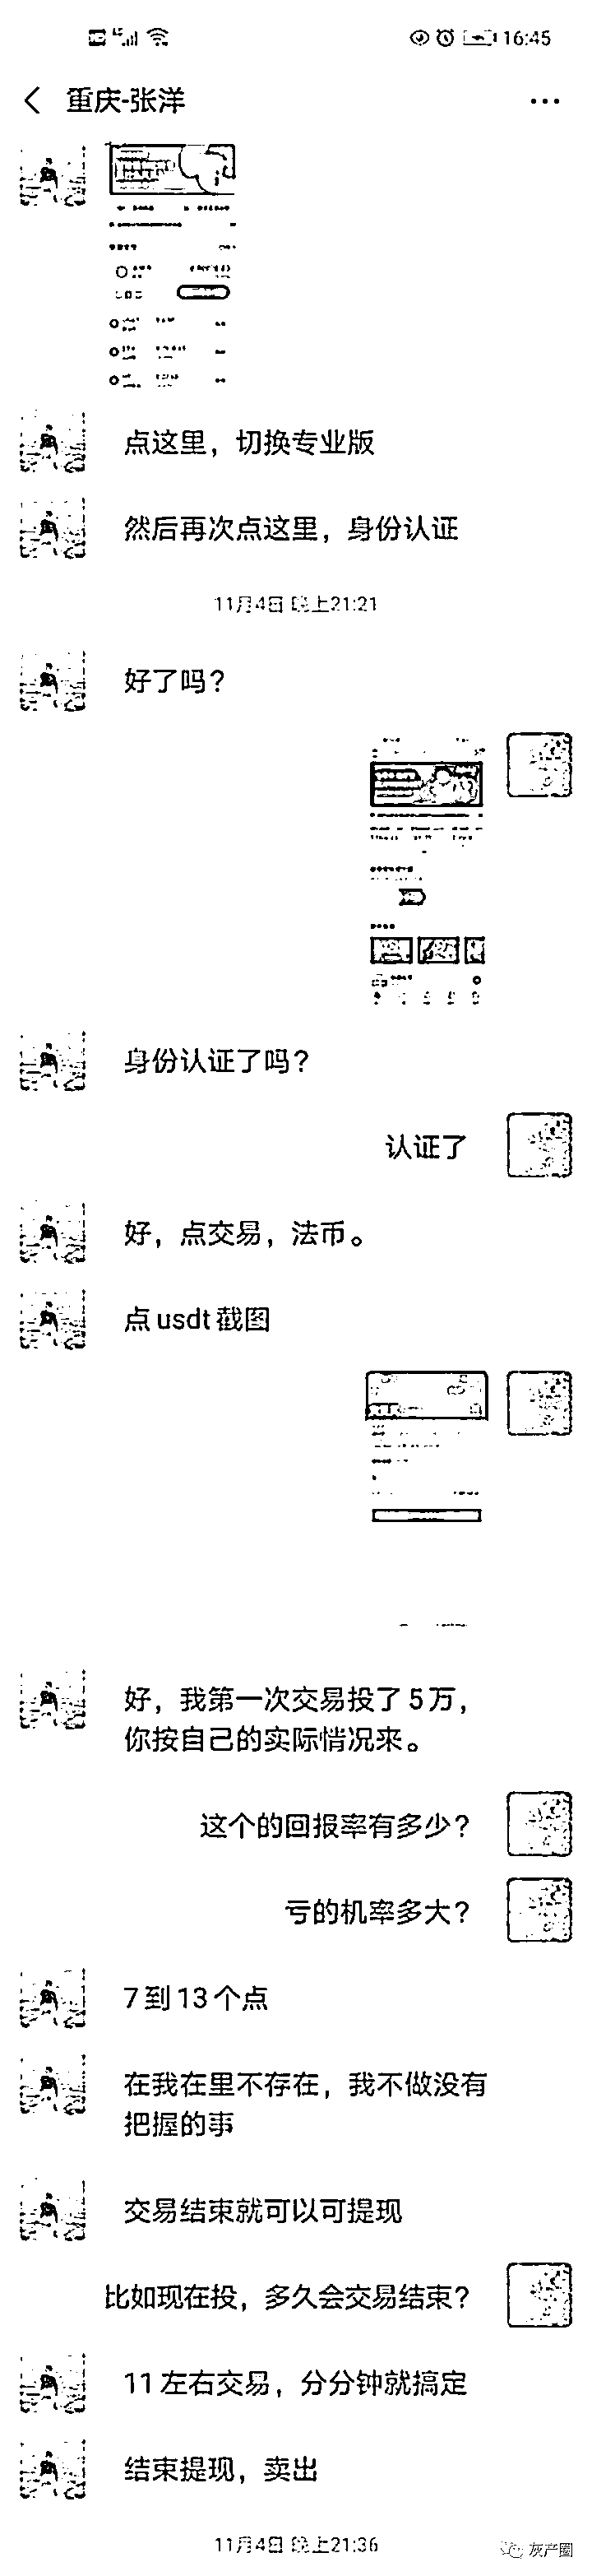 16:45
重庆-张洋
点这里，切换专业版
然后再次点这里，身份认证
11月4日 晚上21:21
好了吗？
身份认证了吗？
认证了
好，点交易，法币。
点usdt截图
好，我第一次交易投了5万，
你按自己的实际情况来。
这个的回报率有多少？
亏的机率多大？
7到13个点
在我在里不存在，我不做没有
把握的事
交易结束就可以可提现
比如现在投，多久会交易结束？
11左右交易，分分钟就搞定
结束提现，卖出
11月4日 晚上21:36
灰产圈